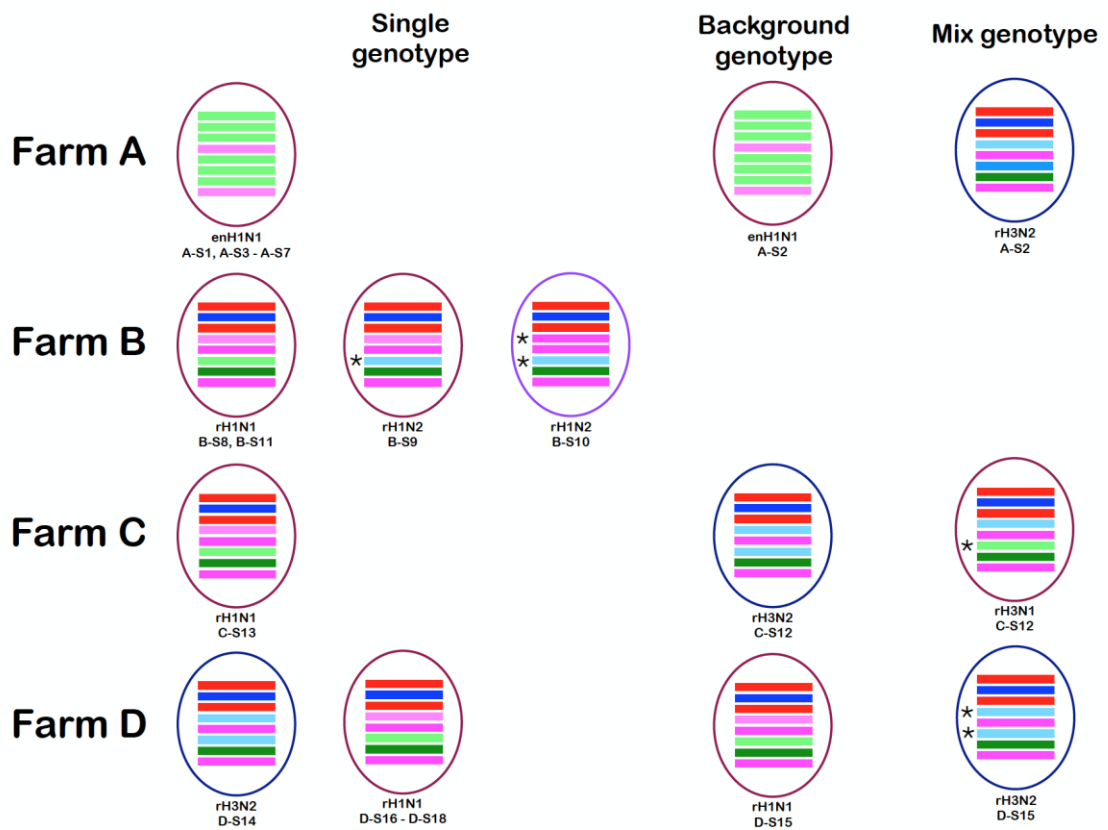 Single
genotype
Background
genotype
Mix genotype
Farm A
enH1N1
A-S1, A-S3 - A-S7
enH1N1
A-S2
rH3N2
A-S2
Farm B
*
*
*
rH1N1
B-S8, B-S11
rH1N2
B-S9
rH1N2
B-S10
Farm C
*
rH1N1
C-S13
rH3N2
C-S12
rH3N1
C-S12
Farm D
*
*
rH3N2
D-S14
rH1N1
D-S16 - D-S18
rH1N1
D-S15
rH3N2
D-S15